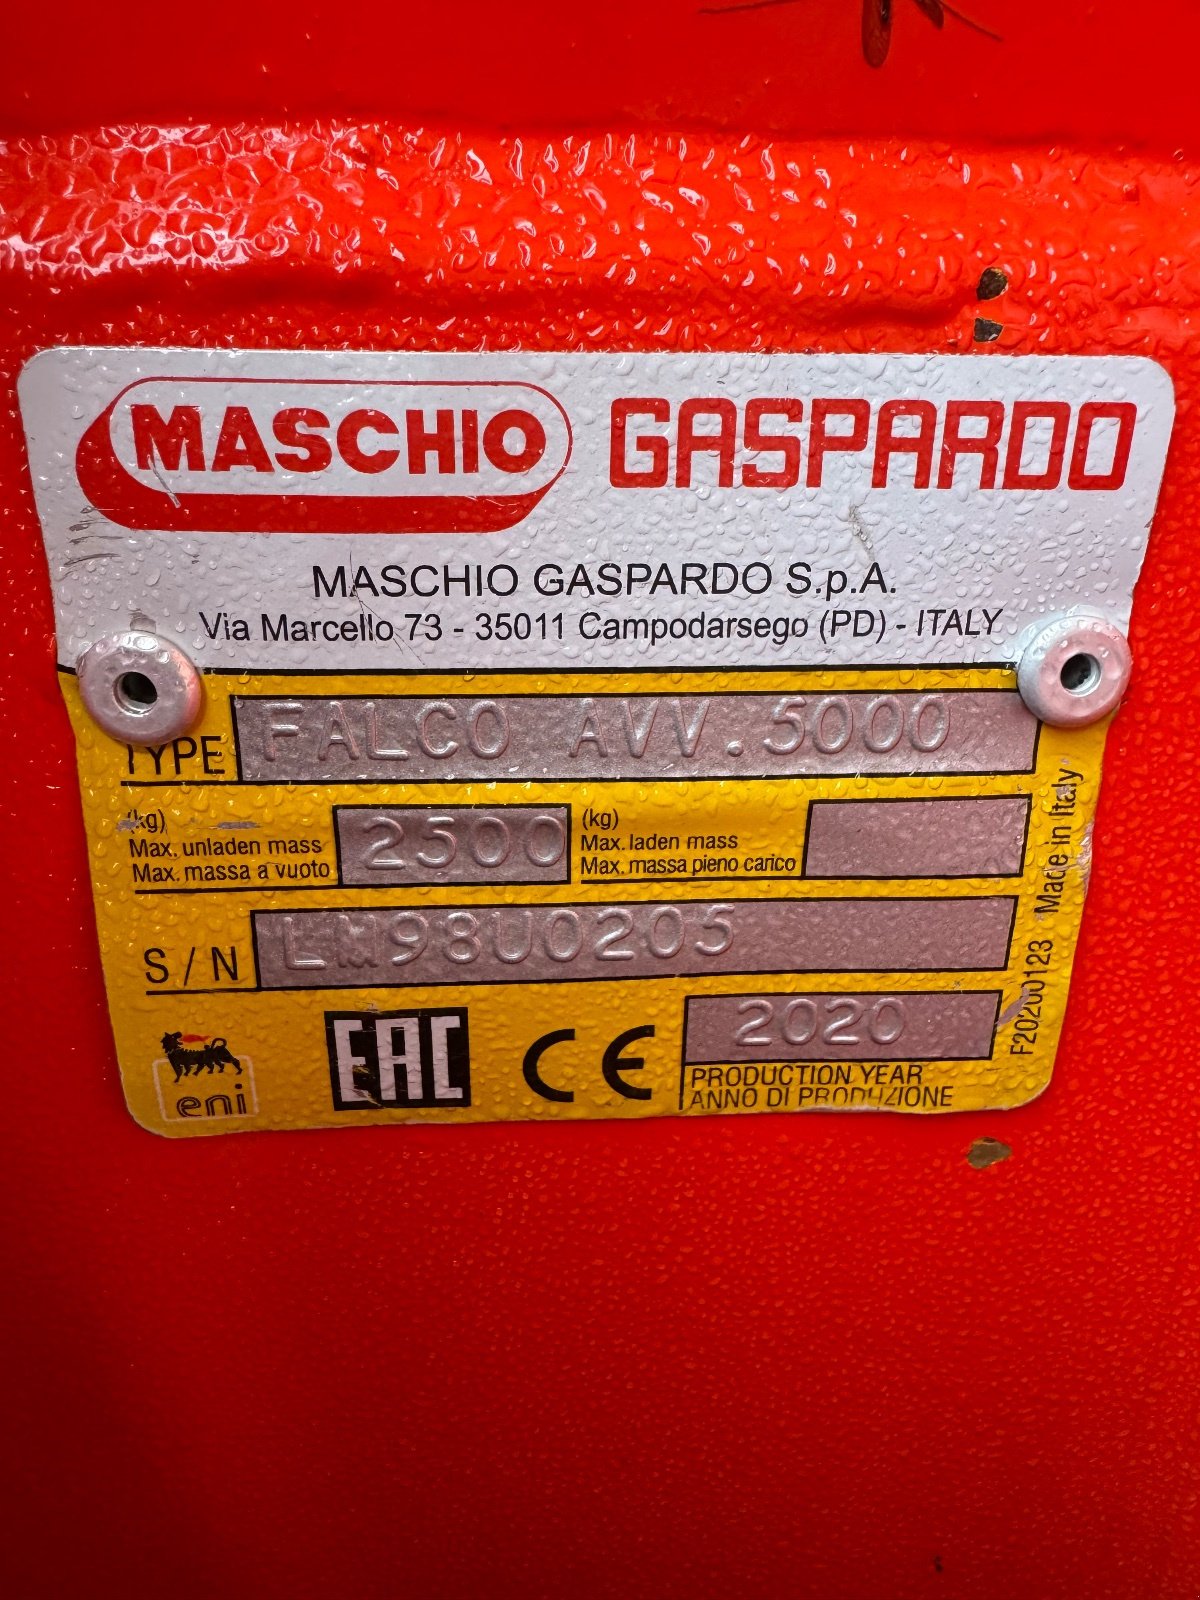 MASCHIO GASPARDO
MASCHIO GASPARDO S.p.A.
Via Marcello 73 - 35011 Campodarsego (PD) - ITALY
TYPE FALCO AVV.5000
(kg)
Max. unladen mass
Max. massa a vuoto
2500
(kg)
Max. laden mass
Max. massa pieno carico
S/N LM98U0205
eni
EAC
CE
2020
PRODUCTION YEAR
ANNO DI PRODUZIONE
F20200123 Made in Italy